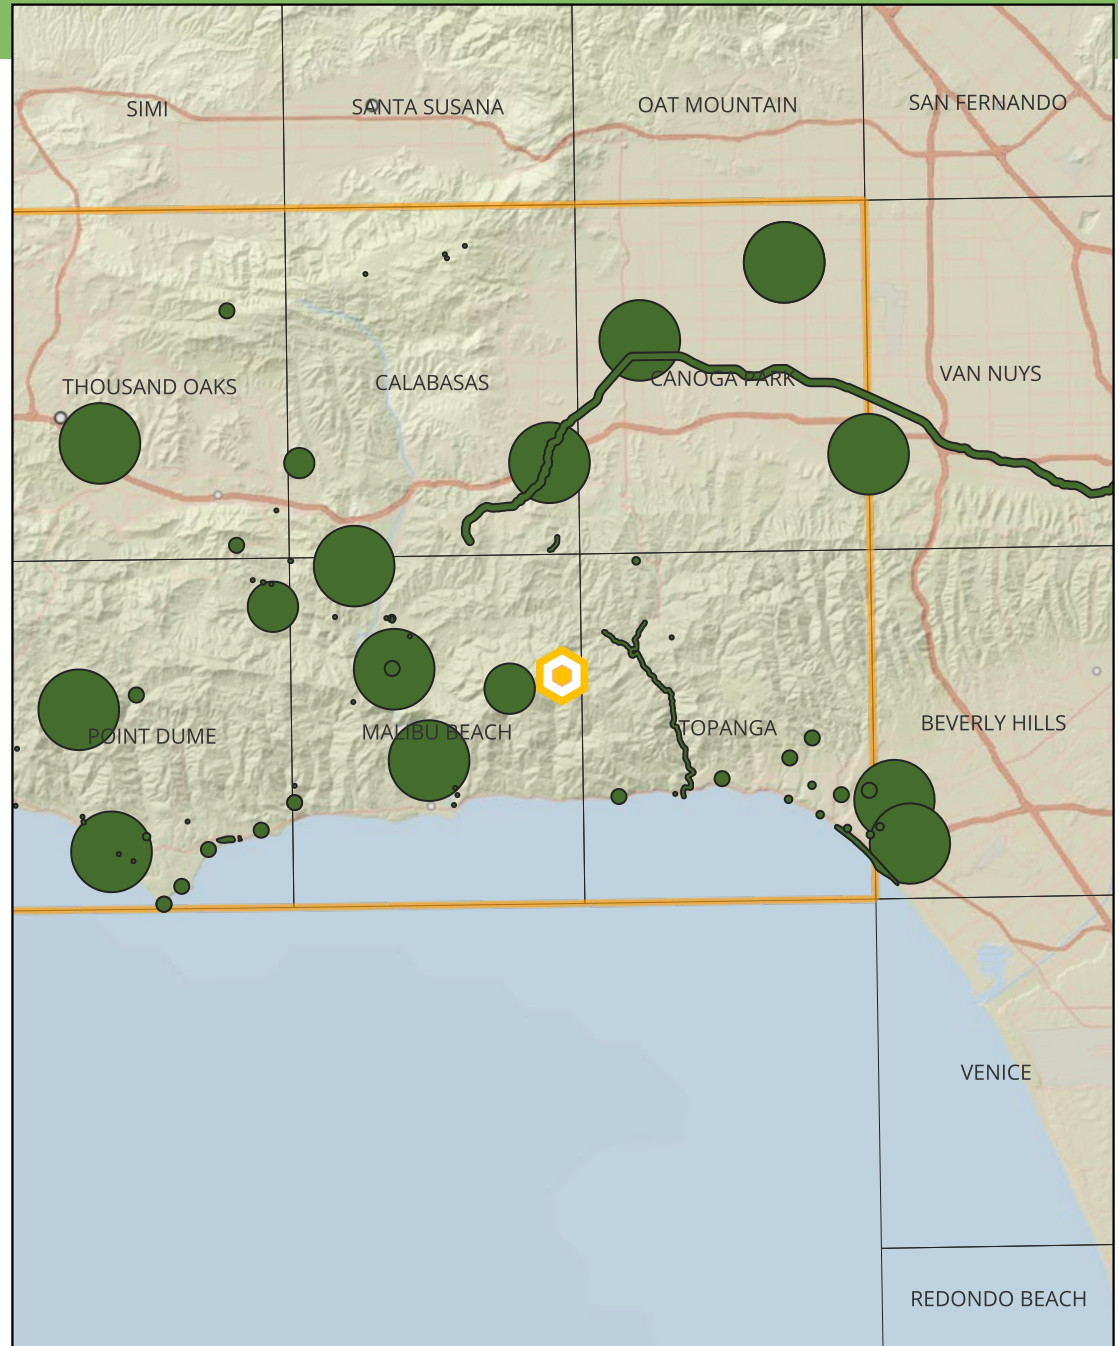 SIMI
SANTA SUSANA
OAT MOUNTAIN
SAN FERNANDO
THOUSAND OAKS
CALABASAS
CANOGA PARK
VAN NUYS
POINT DUME
MALIBU BEACH
TOPANGA
BEVERLY HILLS
VENICE
REDONDO BEACH